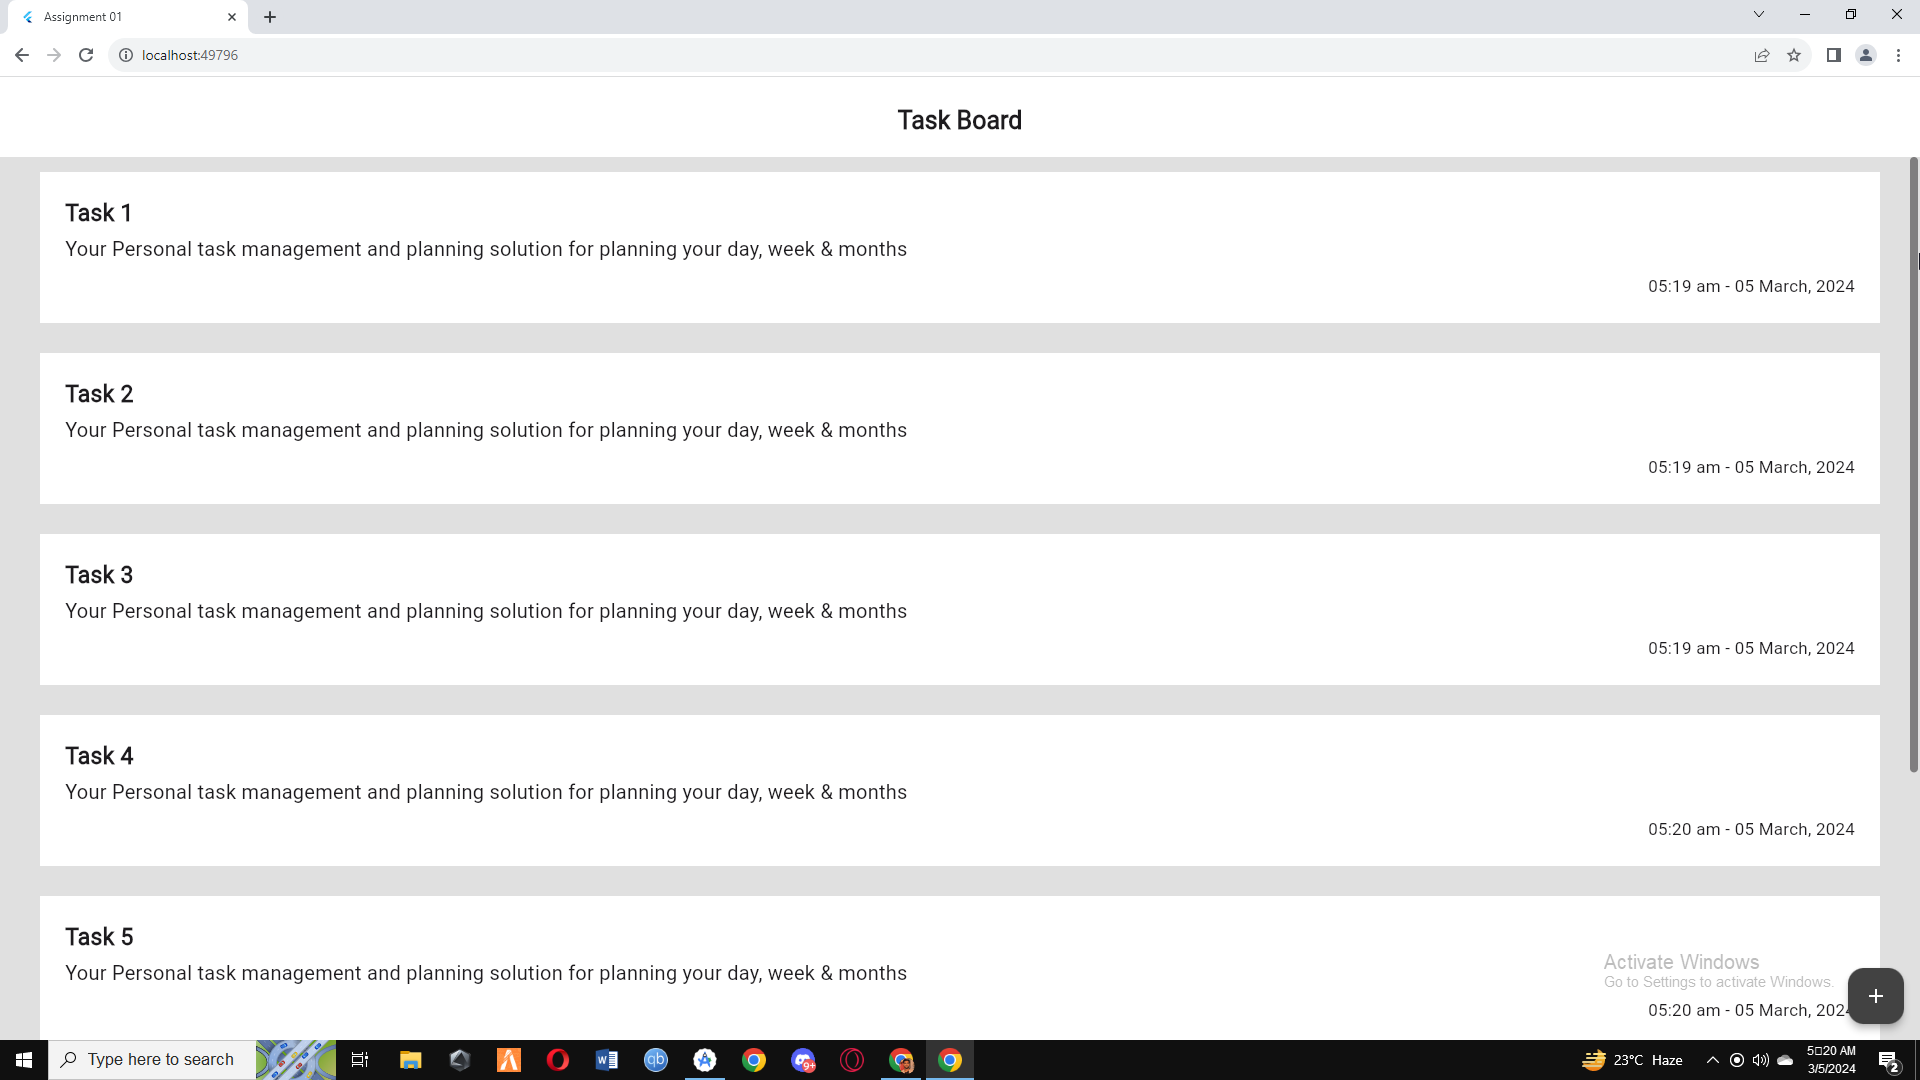 Assignment 01
localhost:49796
Task Board
Task 1
Your Personal task management and planning solution for planning your day, week & months
05:19 am - 05 March, 2024
Task 2
Your Personal task management and planning solution for planning your day, week & months
05:19 am - 05 March, 2024
Task 3
Your Personal task management and planning solution for planning your day, week & months
05:19 am - 05 March, 2024
Task 4
Your Personal task management and planning solution for planning your day, week & months
05:20 am - 05 March, 2024
Task 5
Your Personal task management and planning solution for planning your day, week & months
Activate Windows
Go to Settings to activate Windows.
05:20 am - 05 March, 2024
Type here to search
qb
9+
23°C Haze
5▯20 AM
3/5/2024
2